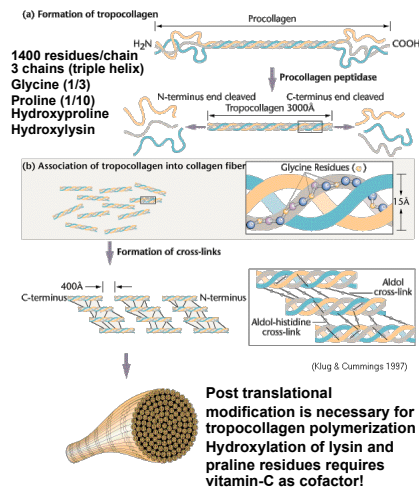 (a) Formation of tropocollagen
Procollagen
H₂N
COOH
1400 residues/chain
3 chains (triple helix)
Glycine (1/3)
Proline (1/10)
Hydroxyproline
Hydroxylysin
Procollagen peptidase
N-terminus end cleaved
C-terminus end cleaved
Tropocollagen 3000Å
(b) Association of tropocollagen into collagen fiber
Glycine Residues ( )
15Å
Formation of cross-links
400Å
C-terminus
N-terminus
Aldol
cross-link
Aldol-histidine
cross-link
(Klug & Cummings 1997)
Post translational
modification is necessary for
tropocollagen polymerization
Hydroxylation of lysin and
praline residues requires
vitamin-C as cofactor!